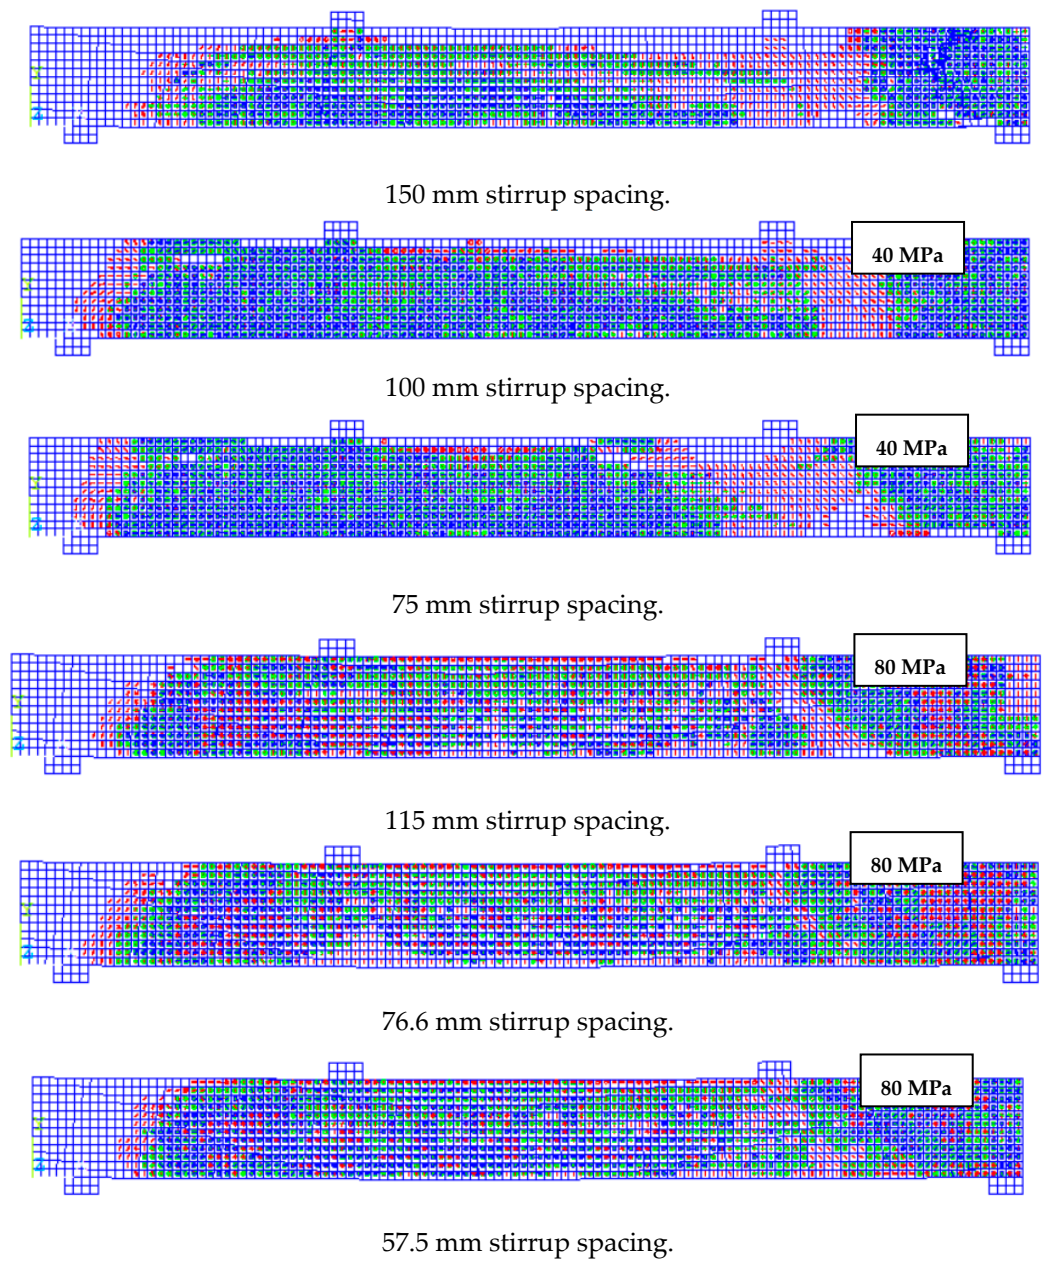 150 mm stirrup spacing.
40 MPa
100 mm stirrup spacing.
40 MPa
75 mm stirrup spacing.
80 MPa
115 mm stirrup spacing.
80 MPa
76.6 mm stirrup spacing.
80 MPa
57.5 mm stirrup spacing.